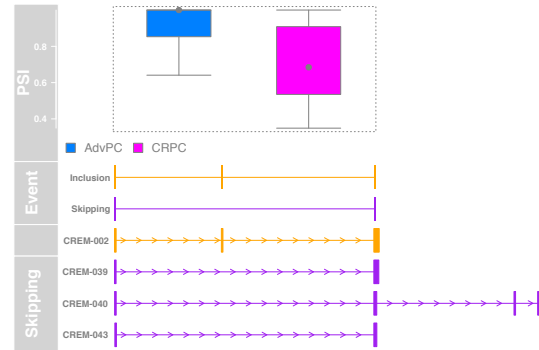 PSI
0.8
0.6
0.4
AdvPC CRPC
Event
Inclusion
Skipping
CREM-002
Skipping
CREM-039
CREM-040
CREM-043